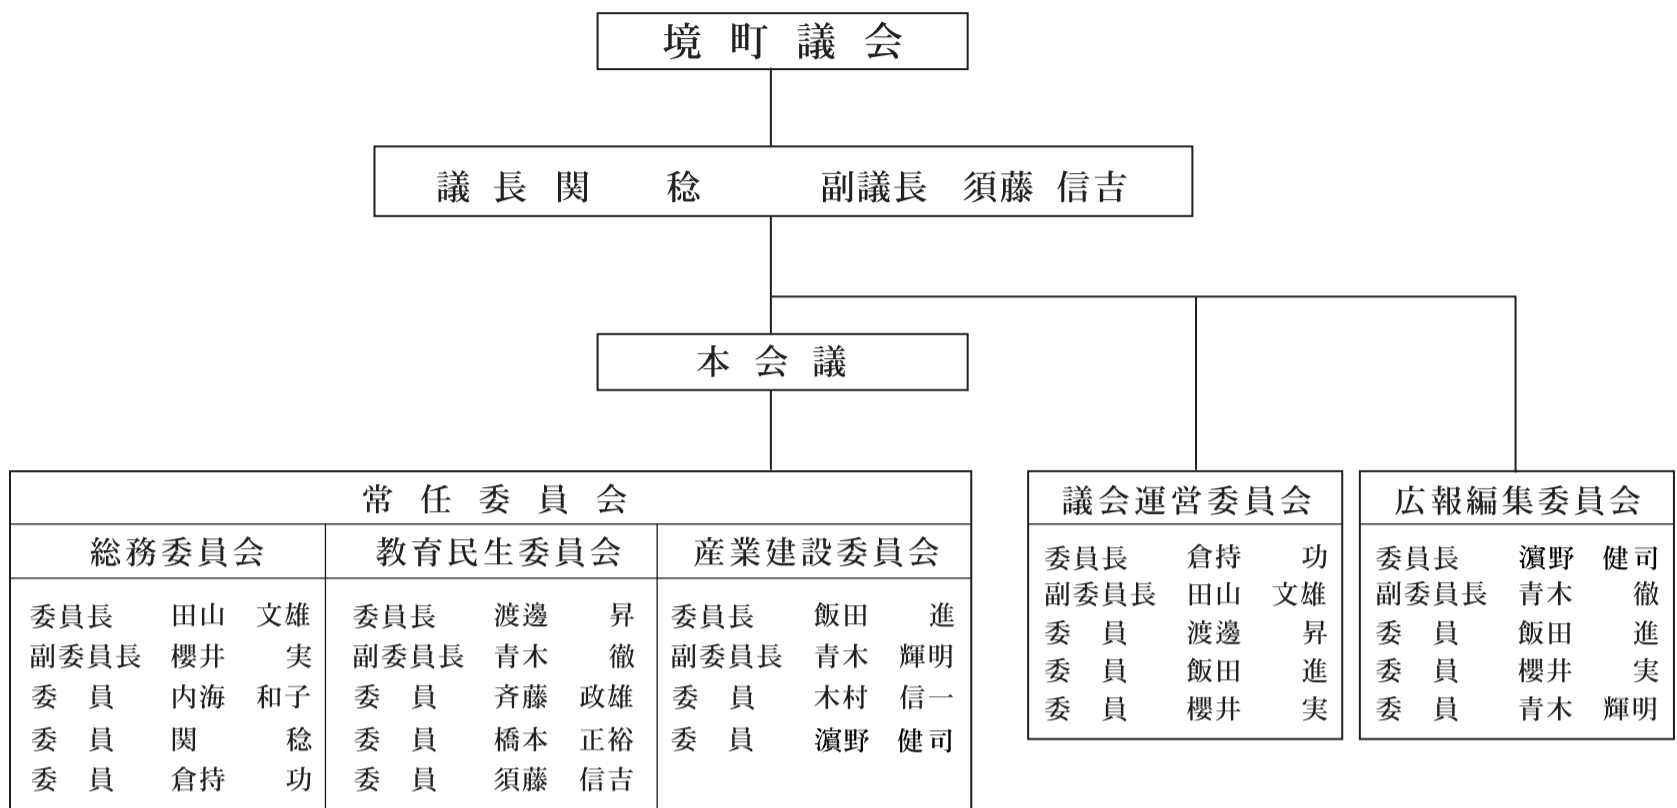 境町議会
議長 関 稔 副議長 須藤 信吉
本会議
常任委員会
総務委員会
委員長 田山 文雄
副委員長 櫻井 実
委員 内海 和子
委員 関 稔
委員 倉持 功
教育民生委員会
委員長 渡邊 昇
副委員長 青木 徹
委員 斉藤 政雄
委員 橋本 正裕
委員 須藤 信吉
産業建設委員会
委員長 飯田 進
副委員長 青木 輝明
委員 木村 信一
委員 濵野 健司
議会運営委員会
委員長 倉持 功
副委員長 田山 文雄
委員 渡邊 昇
委員 飯田 進
委員 櫻井 実
広報編集委員会
委員長 濵野 健司
副委員長 青木 徹
委員 飯田 進
委員 櫻井 実
委員 青木 輝明